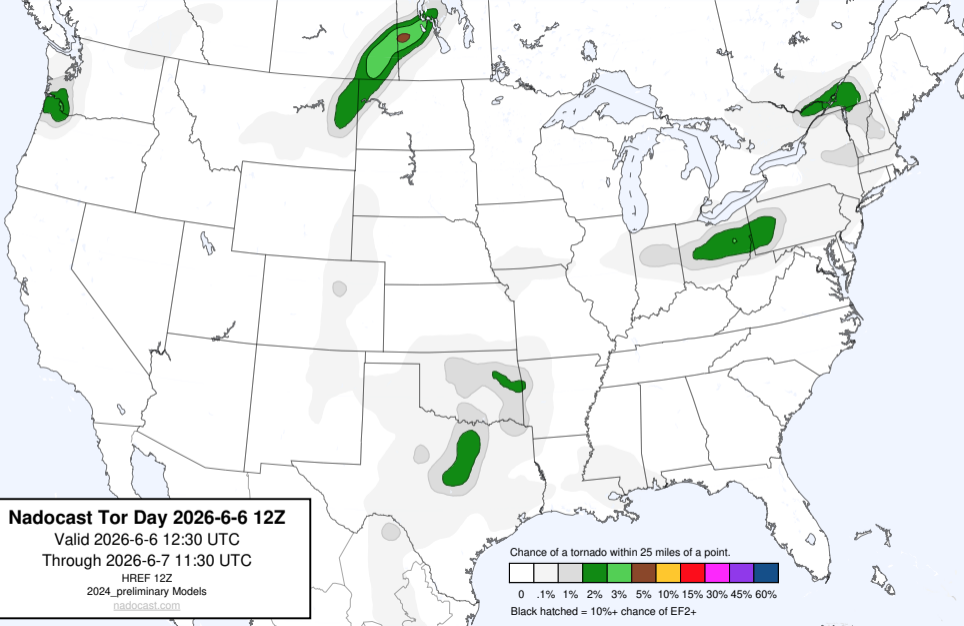 Nadocast Tor Day 2026-6-6 12Z
Valid 2026-6-6 12:30 UTC
Through 2026-6-7 11:30 UTC
HREF 12Z
2024_preliminary Models
nadocast.com
Chance of a tornado within 25 miles of a point.
0 .1% 1% 2% 3% 5% 10% 15% 30% 45% 60%
Black hatched = 10%+ chance of EF2+